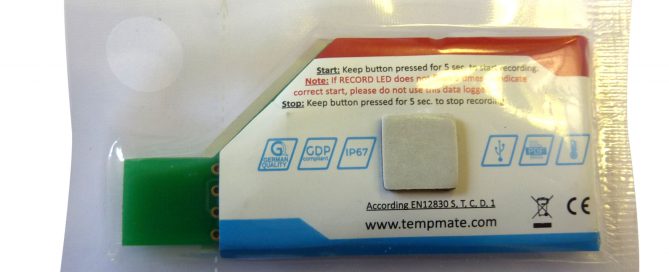 Start: Keep button pressed for 5 sec. to start recording.
Note: If RECORD LED does not times indicate
correct start, please do not use this data logge
Stop: Keep button pressed for 5 sec. to stop recording
GERMAN
QUALITY
GDP
compliant
IP67
PDF
According EN12830 S, T, C, D, 1
www.tempmate.com
CE